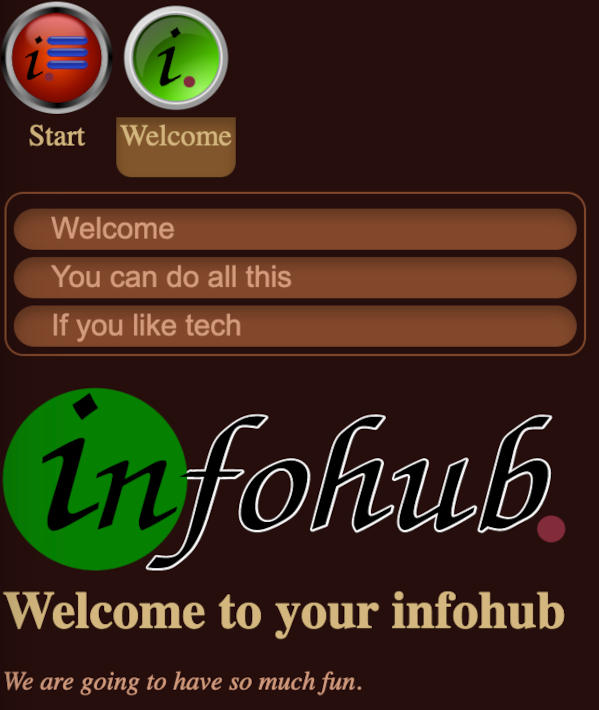 i.
i.
Start
Welcome
Welcome
You can do all this
If you like tech
infohub.
Welcome to your infohub
We are going to have so much fun.